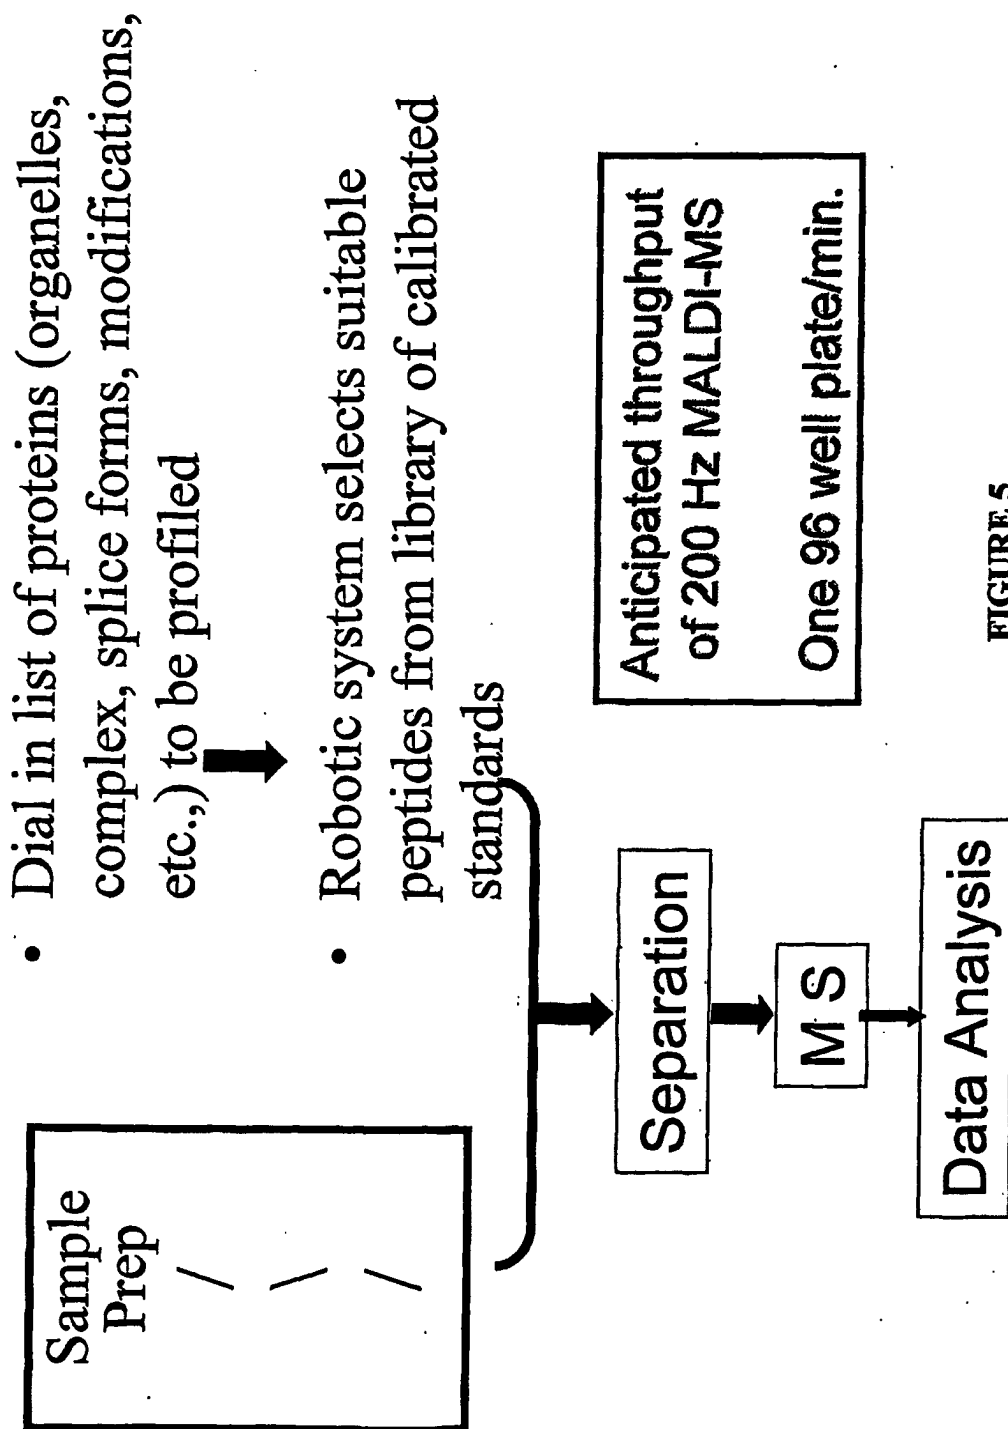 • Dial in list of proteins (organelles,
complex, splice forms, modifications,
etc.,) to be profiled
• Robotic system selects suitable
peptides from library of calibrated
standards
Sample
Prep
Separation
M S
Data Analysis
Anticipated throughput
of 200 Hz MALDI-MS
One 96 well plate/min.
FIGURE 5